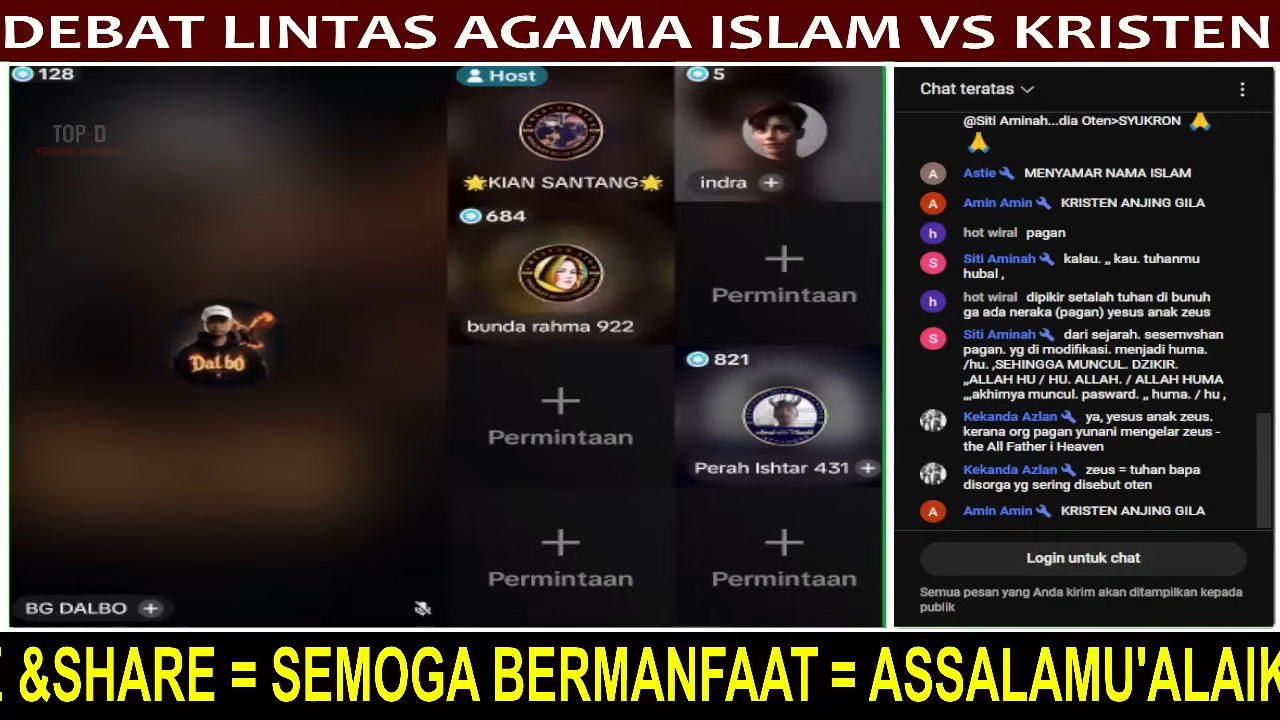 DEBAT LINTAS AGAMA ISLAM VS KRISTEN
128
TOP-D
Host
🌟KIAN SANTANG🌟
5
indra +
684
bunda rahma 922
Permintaan
Permintaan
821
Perah Ishtar 431 +
Permintaan
Permintaan
Dalbo
BG DALBO +
Chat teratas
@Siti Aminah...dia Oten>SYUKRON 🙏
🙏
A Astie MENYAMAR NAMA ISLAM
A Amin Amin KRISTEN ANJING GILA
h hot wiral pagan
S Siti Aminah kalau. ,, kau. tuhanmu
hubal ,
h hot wiral dipikir setalah tuhan di bunuh
ga ada neraka (pagan) yesus anak zeus
S Siti Aminah dari sejarah. sesemvshan
pagan. yg di modifikasi. menjadi huma.
/hu. ,SEHINGGA MUNCUL. DZIKIR.
,,ALLAH HU / HU. ALLAH. / ALLAH HUMA
,,,akhirnya muncul. pasward. ,, huma. / hu ,
Kekanda Azlan ya, yesus anak zeus.
kerana org pagan yunani mengelar zeus -
the All Father i Heaven
Kekanda Azlan zeus = tuhan bapa
disorga yg sering disebut oten
A Amin Amin KRISTEN ANJING GILA
Login untuk chat
Semua pesan yang Anda kirim akan ditampilkan kepada
publik
&SHARE = SEMOGA BERMANFAAT = ASSALAMU'ALAIK